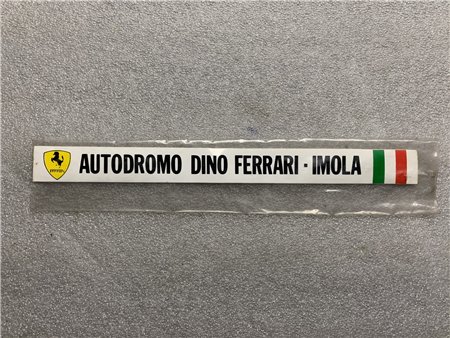 AUTODROMO DINO FERRARI · IMOLA